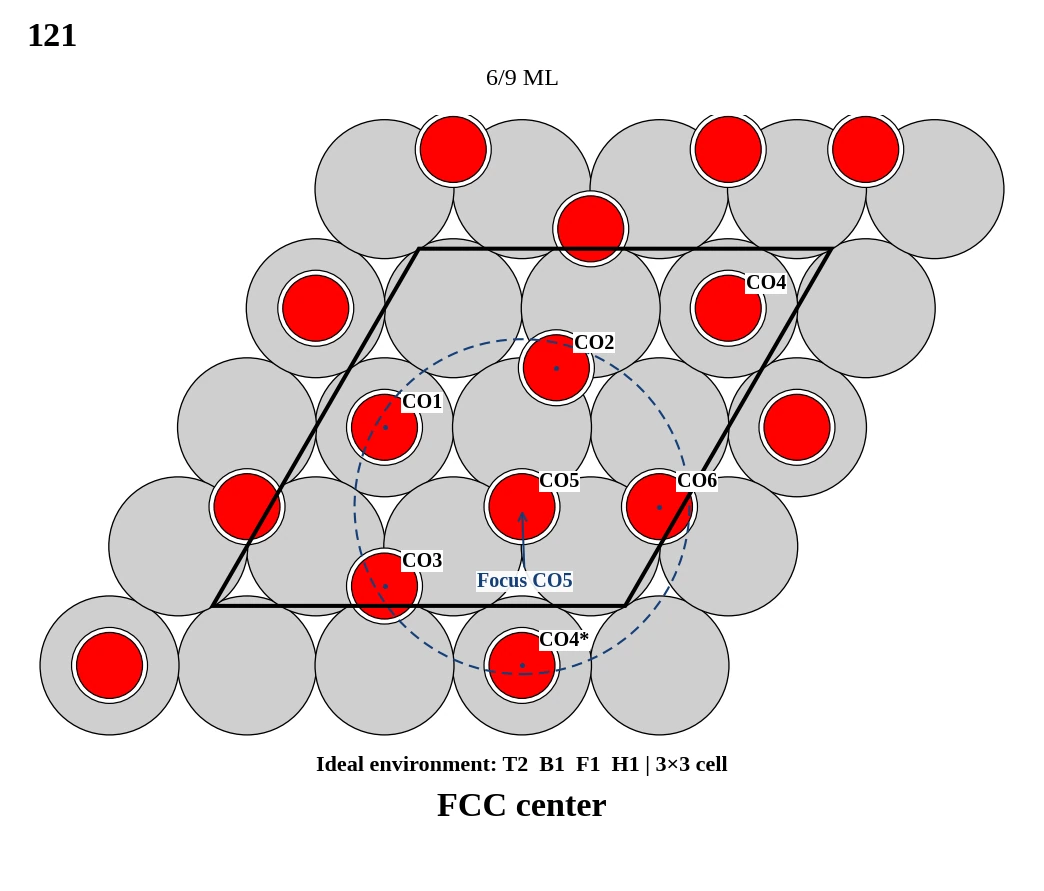 121
6/9 ML
CO4
CO2
CO1
CO5
CO6
CO3
Focus CO5
CO4*
Ideal environment: T2 B1 F1 H1 | 3×3 cell
FCC center